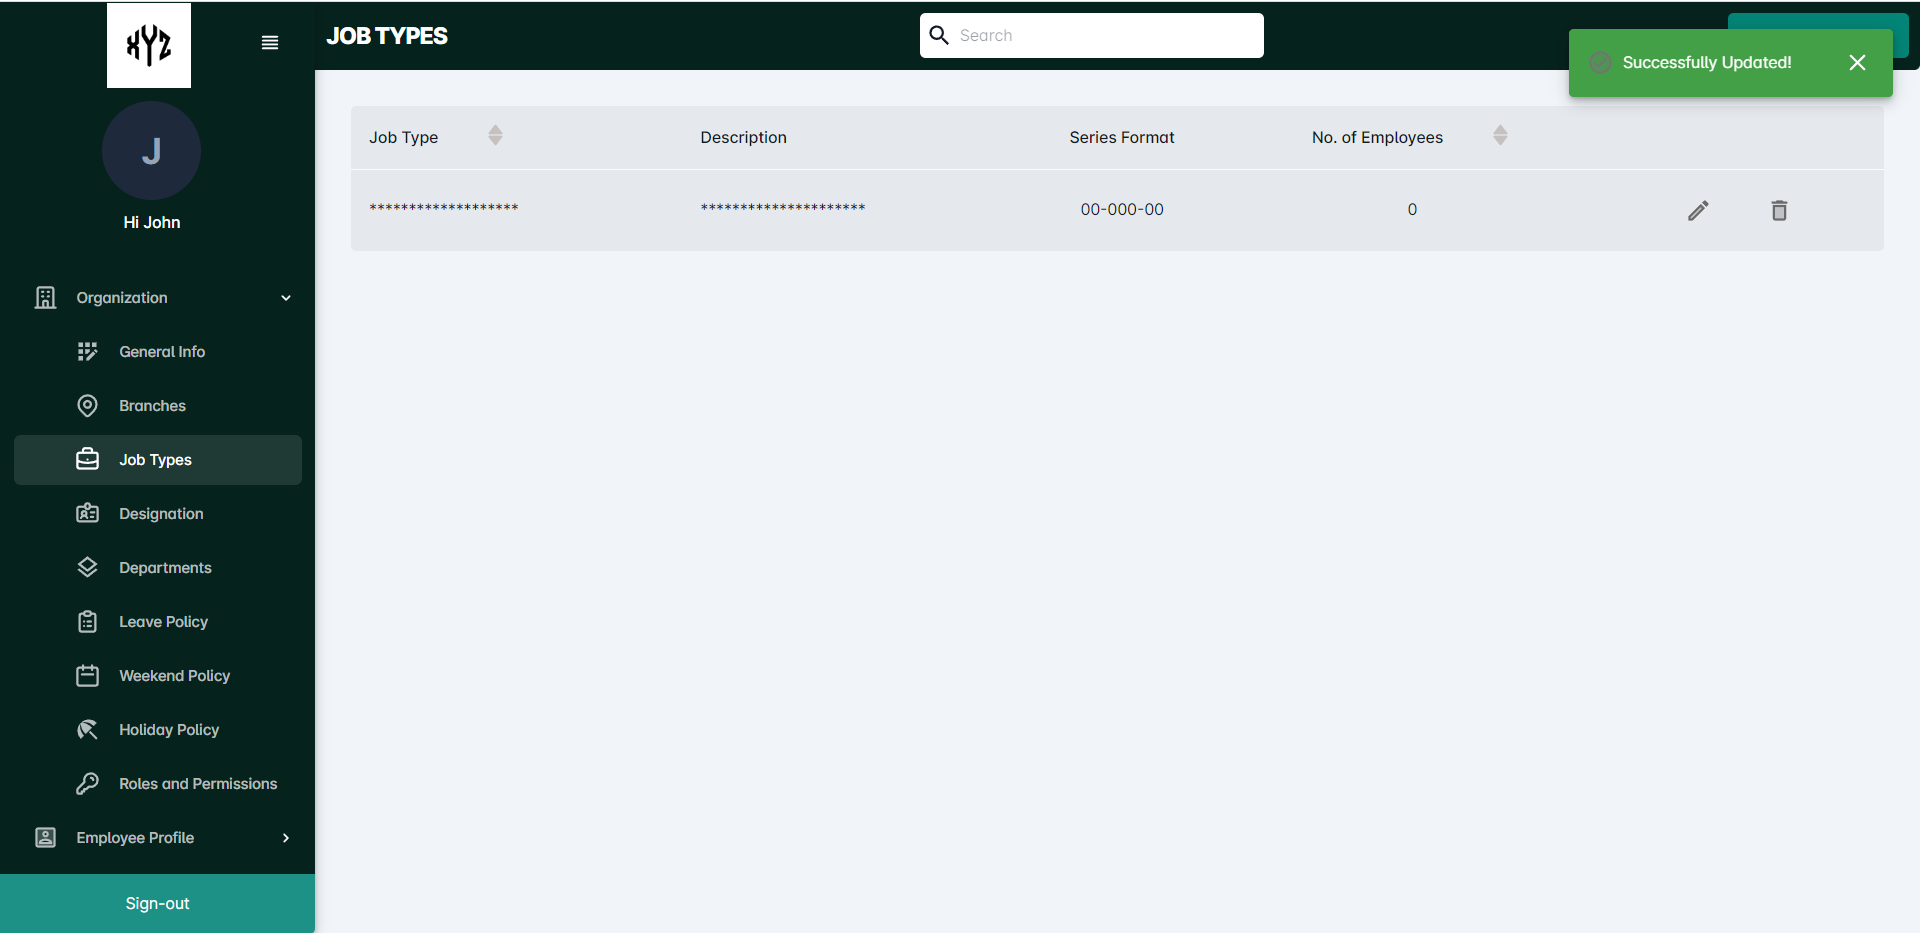 XYZ
JOB TYPES
Search
Successfully Updated!
J
Hi John
Job Type
Description
Series Format
No. of Employees
*******************
*********************
00-000-00
0
Organization
General Info
Branches
Job Types
Designation
Departments
Leave Policy
Weekend Policy
Holiday Policy
Roles and Permissions
Employee Profile
Sign-out